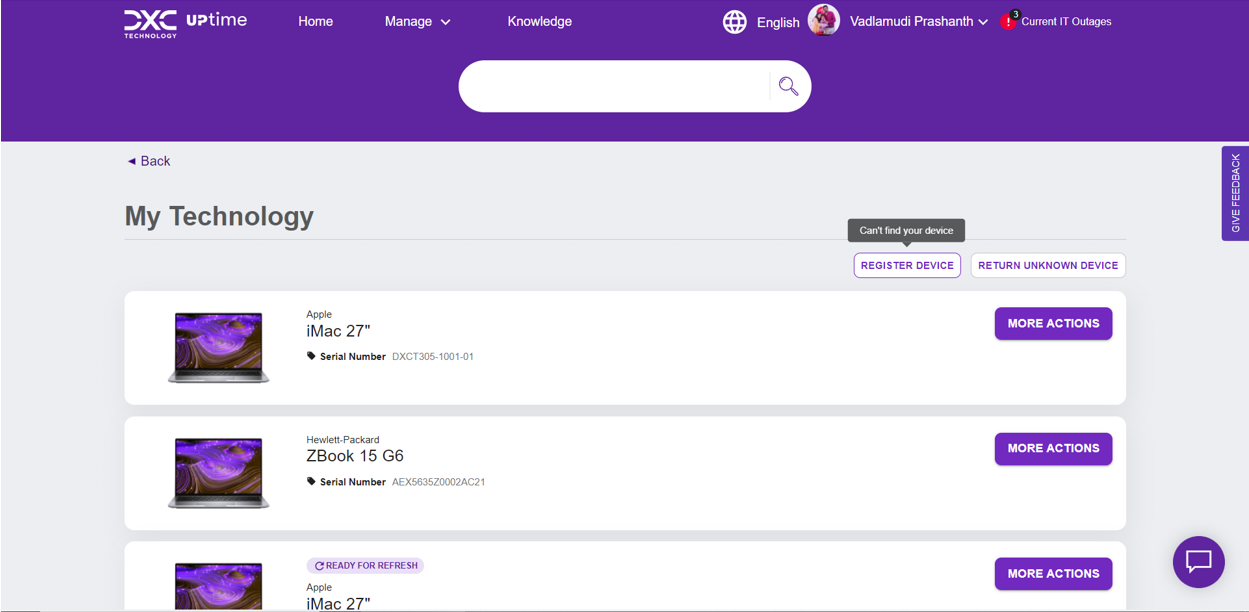 DXC TECHNOLOGY UPtime
Home
Manage
Knowledge
English
Vadlamudi Prashanth
3
! Current IT Outages
◄ Back
GIVE FEEDBACK
My Technology
Can't find your device
REGISTER DEVICE
RETURN UNKNOWN DEVICE
Apple
iMac 27"
Serial Number DXCT305-1001-01
MORE ACTIONS
Hewlett-Packard
ZBook 15 G6
Serial Number AEX5635Z0002AC21
MORE ACTIONS
READY FOR REFRESH
Apple
iMac 27"
MORE ACTIONS